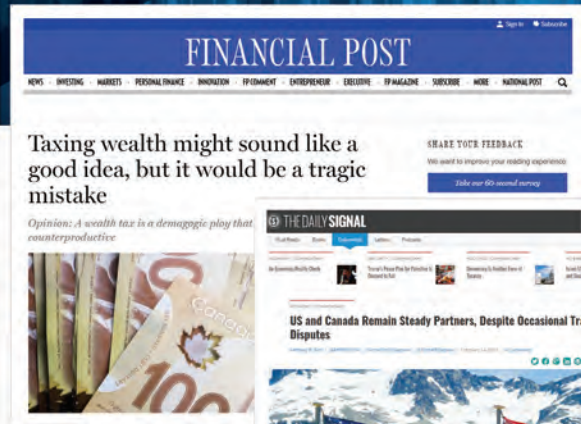 Sign In Subscribe
FINANCIAL POST
NEWS INVESTING MARKETS PERSONAL FINANCE INNOVATION FP COMMENT ENTREPRENEUR EXECUTIVE FP MAGAZINE SUBSCRIBE MORE NATIONAL POST
Taxing wealth might sound like a
good idea, but it would be a tragic
mistake
Opinion: A wealth tax is a demagogic ploy that
counterproductive
SHARE YOUR FEEDBACK
We want to improve your reading experience
Take our 60-second survey
THE DAILY SIGNAL
US and Canada Remain Steady Partners, Despite Occasional Tra
Disputes
Canada
100